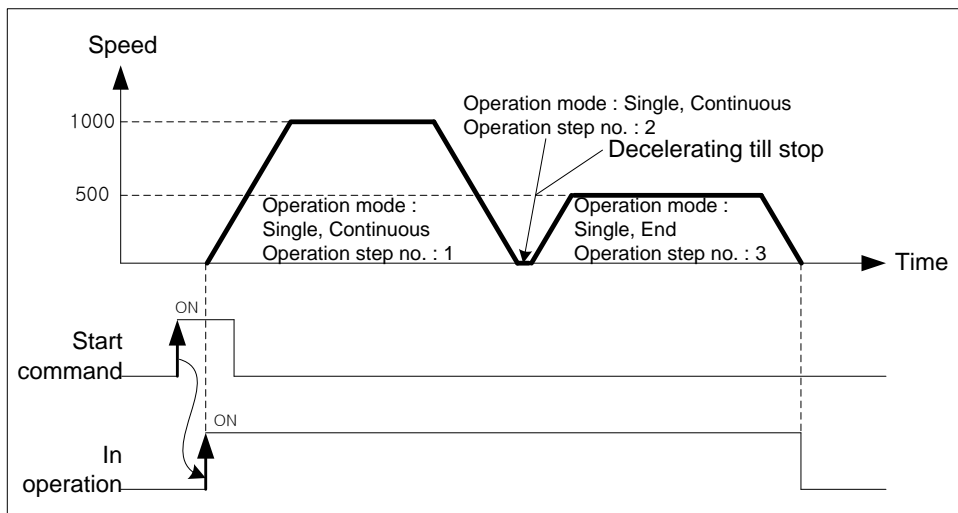 Speed
Operation mode : Single, Continuous
Operation step no. : 2
1000
Decelerating till stop
500
Operation mode :
Single, Continuous
Operation step no. : 1
Operation mode :
Single, End
Operation step no. : 3
Time
ON
Start
command
ON
In
operation